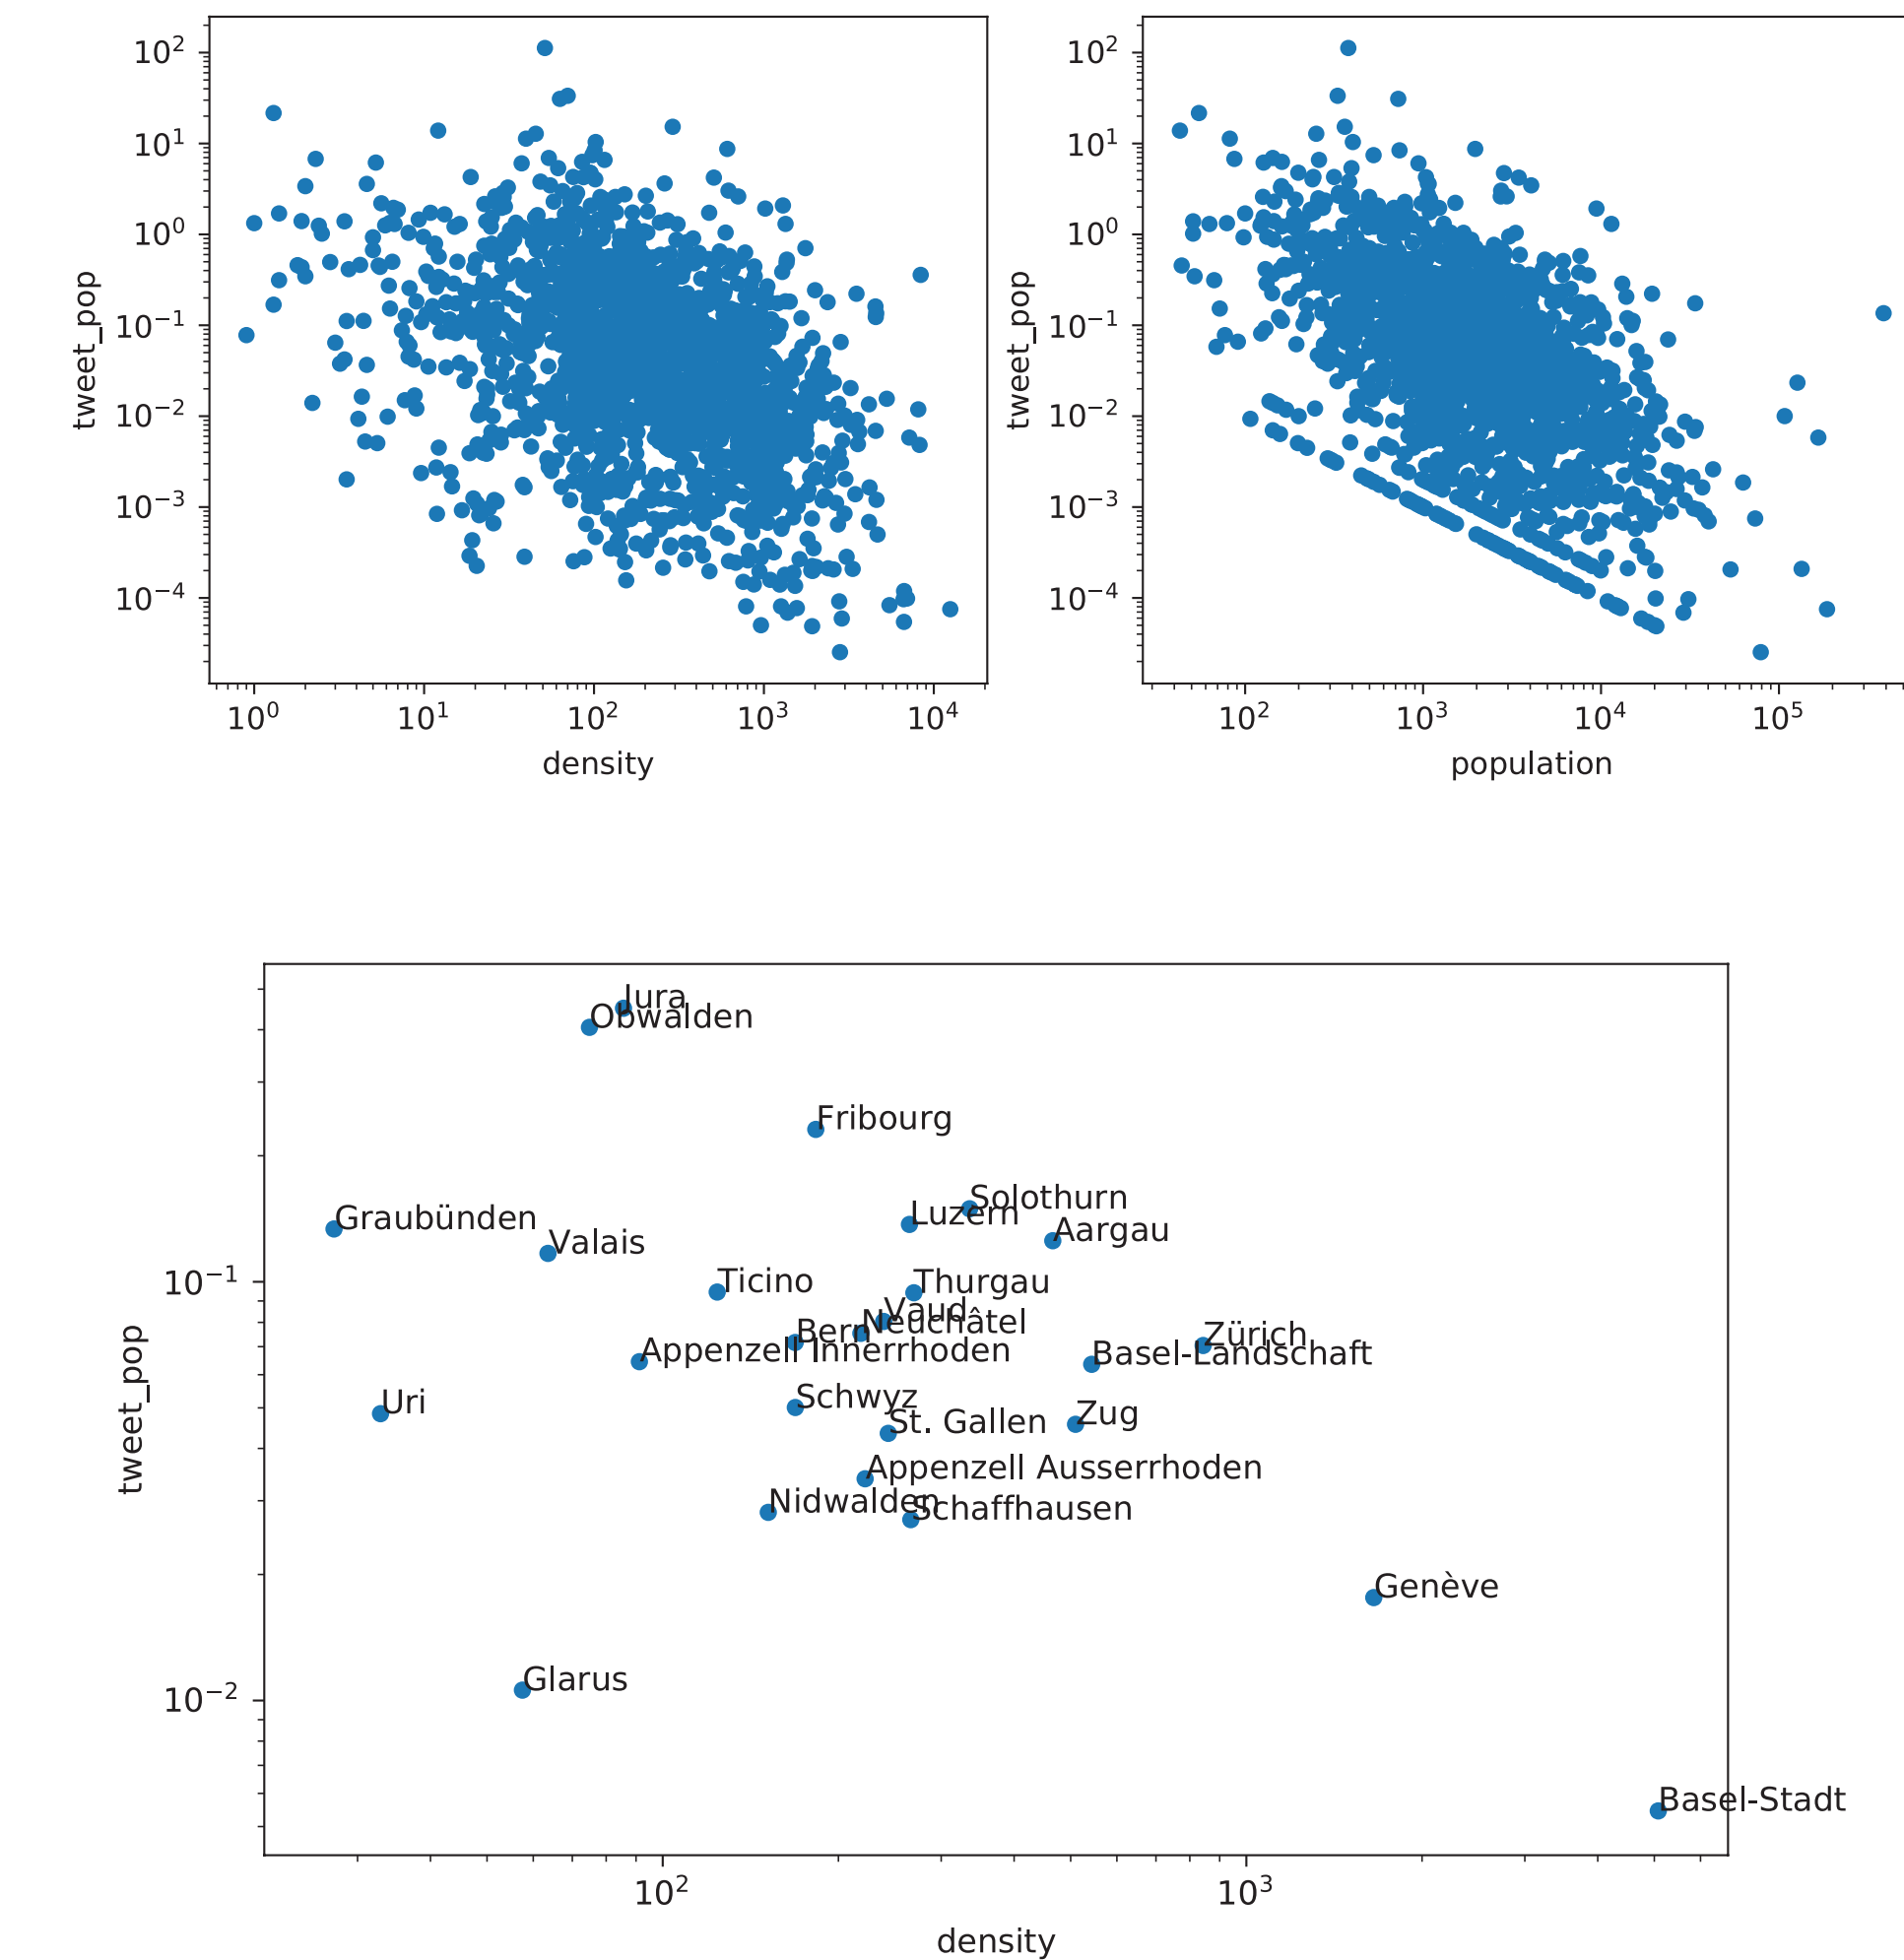 10²
10¹
10⁰
10⁻¹
10⁻²
10⁻³
10⁻⁴
tweet_pop
10⁰ 10¹ 10² 10³ 10⁴
density
10²
10¹
10⁰
10⁻¹
10⁻²
10⁻³
10⁻⁴
tweet_pop
10² 10³ 10⁴ 10⁵
population
Jura
Obwalden
Fribourg
Solothurn
Luzern
Graubünden
Aargau
Valais
Ticino
Thurgau
Vaud
Neuchâtel
Bern
Zürich
Appenzell Innerrhoden
Basel-Landschaft
Schwyz
Uri
Zug
St. Gallen
Appenzell Ausserrhoden
Nidwalden
Schaffhausen
Genève
Glarus
Basel-Stadt
10⁻¹
10⁻²
tweet_pop
10² 10³
density